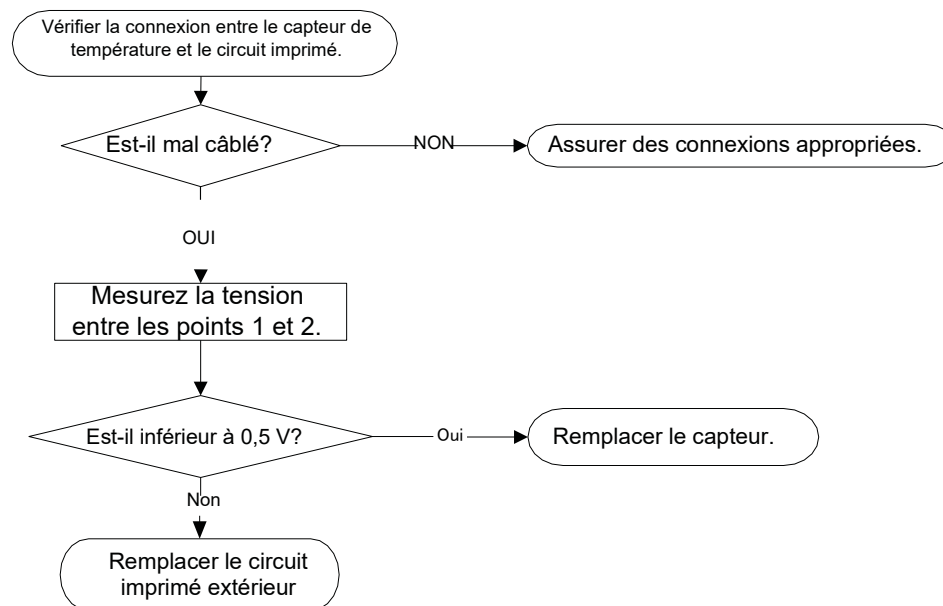 Vérifier la connexion entre le capteur de
température et le circuit imprimé.
Est-il mal câblé?
NON
Assurer des connexions appropriées.
OUI
Mesurez la tension
entre les points 1 et 2.
Est-il inférieur à 0,5 V?
Oui
Remplacer le capteur.
Non
Remplacer le circuit
imprimé extérieur